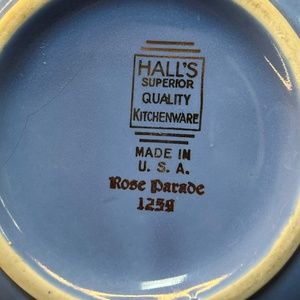 HALL'S
SUPERIOR
QUALITY
KITCHENWARE
MADE IN
U. S. A.
Rose Parade
1259